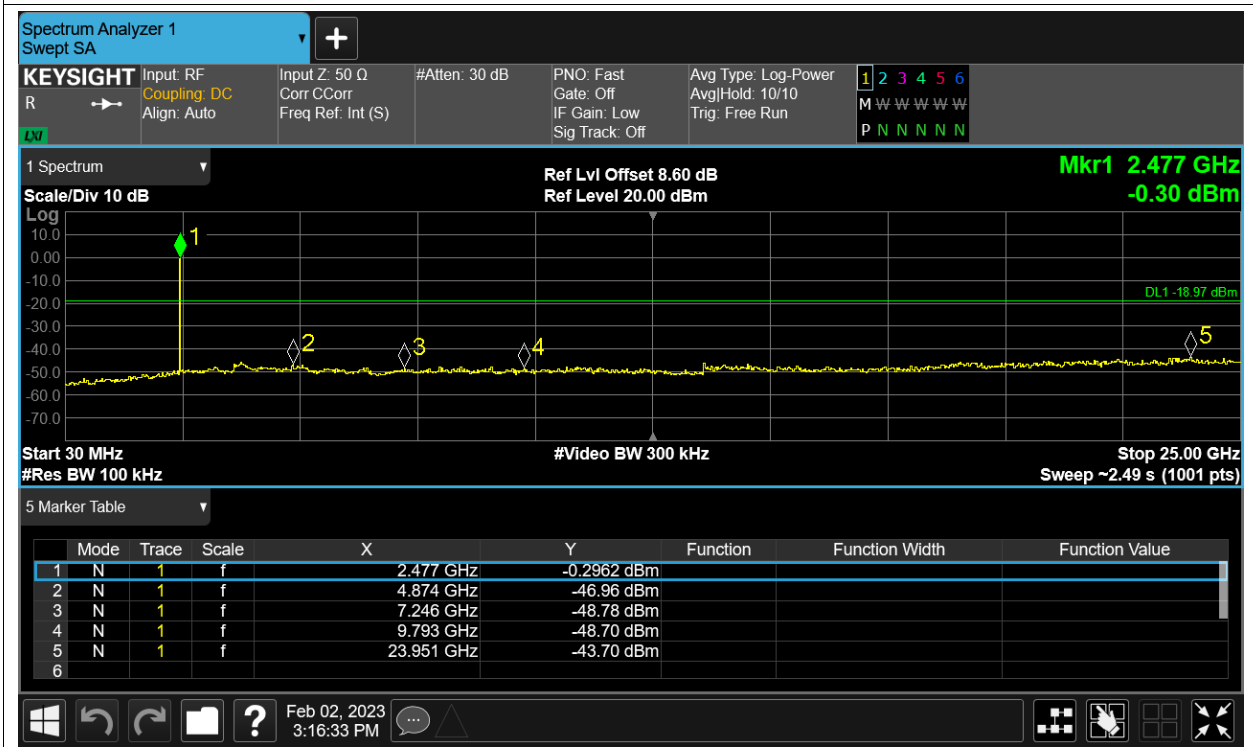 Spectrum Analyzer 1
Swept SA
KEYSIGHT Input: RF Input Z: 50 Ω #Atten: 30 dB PNO: Fast Avg Type: Log-Power 1 2 3 4 5 6
R Coupling: DC Corr CCorr Gate: Off Avg|Hold: 10/10 M W W W W W
Align: Auto Freq Ref: Int (S) IF Gain: Low Trig: Free Run
LXI Sig Track: Off P N N N N N
1 Spectrum Ref Lvl Offset 8.60 dB Mkr1 2.477 GHz
Scale/Div 10 dB Ref Level 20.00 dBm -0.30 dBm
Log
10.0 1
0.00
-10.0
DL1 -18.97 dBm
-20.0
-30.0
2 3 4 5
-40.0
-50.0
-60.0
-70.0
Start 30 MHz #Video BW 300 kHz Stop 25.00 GHz
#Res BW 100 kHz Sweep ~2.49 s (1001 pts)
5 Marker Table
Mode Trace Scale X Y Function Function Width Function Value
1 N 1 f 2.477 GHz -0.2962 dBm
2 N 1 f 4.874 GHz -46.96 dBm
3 N 1 f 7.246 GHz -48.78 dBm
4 N 1 f 9.793 GHz -48.70 dBm
5 N 1 f 23.951 GHz -43.70 dBm
6
? Feb 02, 2023
3:16:33 PM